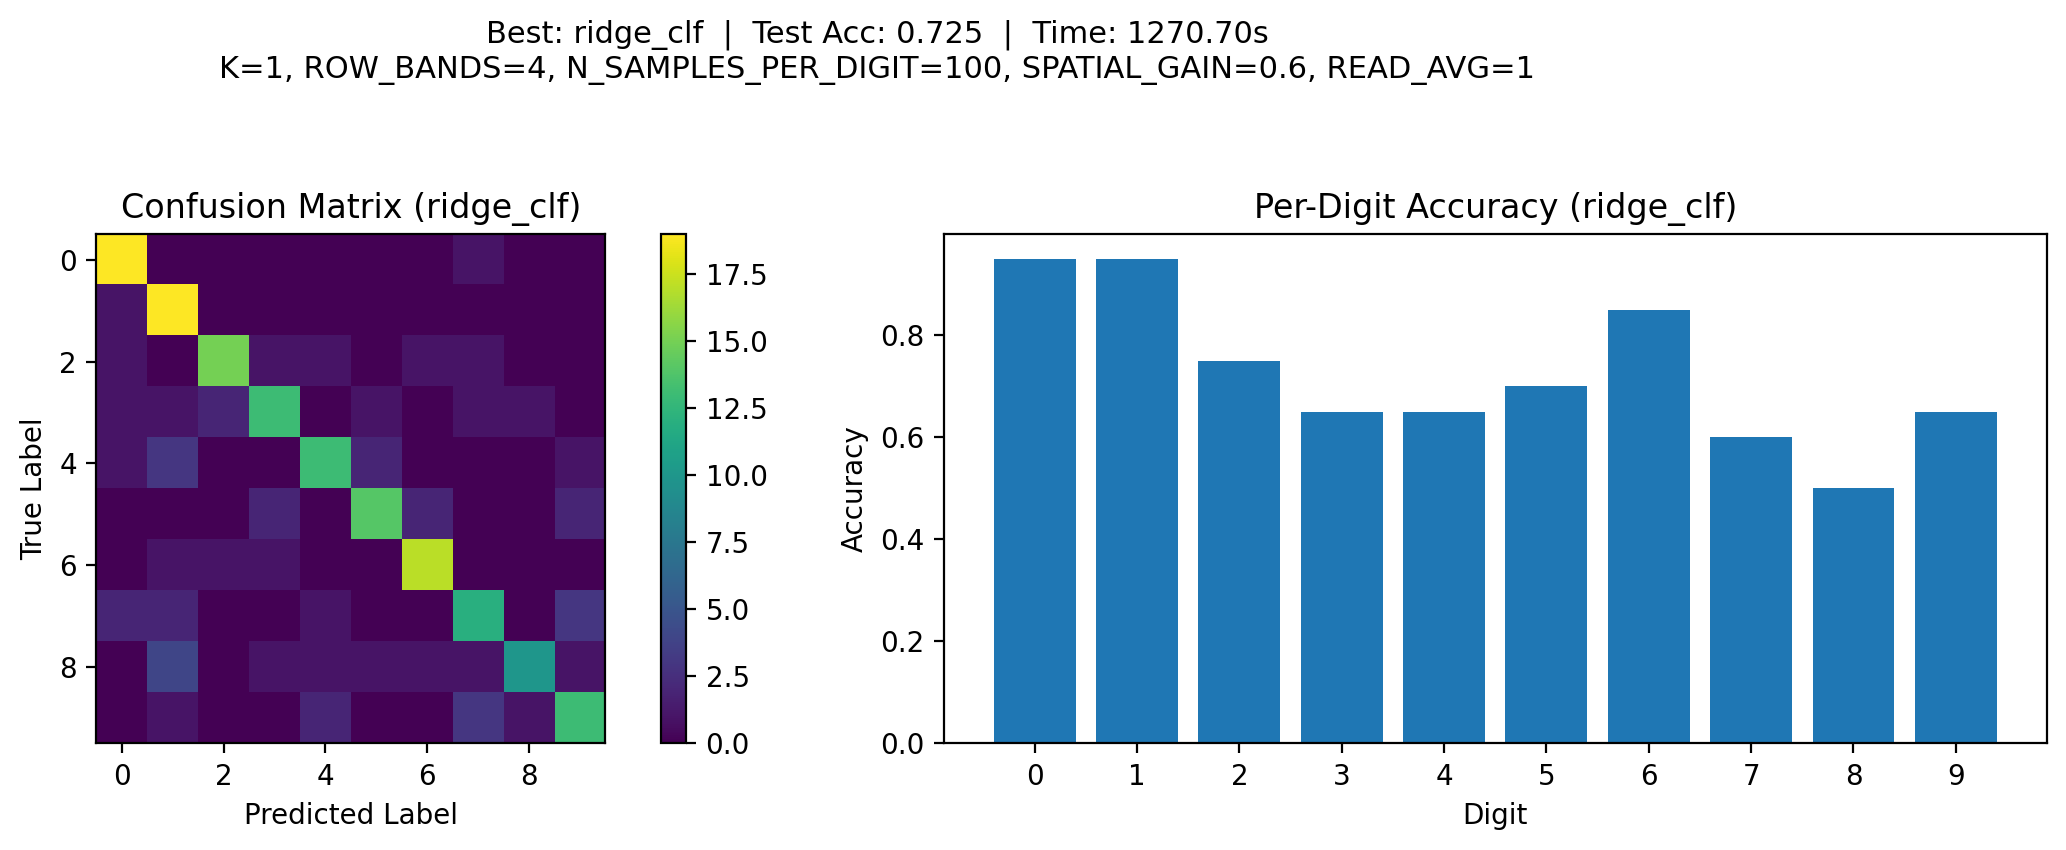 Best: ridge_clf | Test Acc: 0.725 | Time: 1270.70s
K=1, ROW_BANDS=4, N_SAMPLES_PER_DIGIT=100, SPATIAL_GAIN=0.6, READ_AVG=1
Confusion Matrix (ridge_clf)
True Label
0
2
4
6
8
0 2 4 6 8
Predicted Label
17.5
15.0
12.5
10.0
7.5
5.0
2.5
0.0
Per-Digit Accuracy (ridge_clf)
Accuracy
0.8
0.6
0.4
0.2
0.0
0 1 2 3 4 5 6 7 8 9
Digit